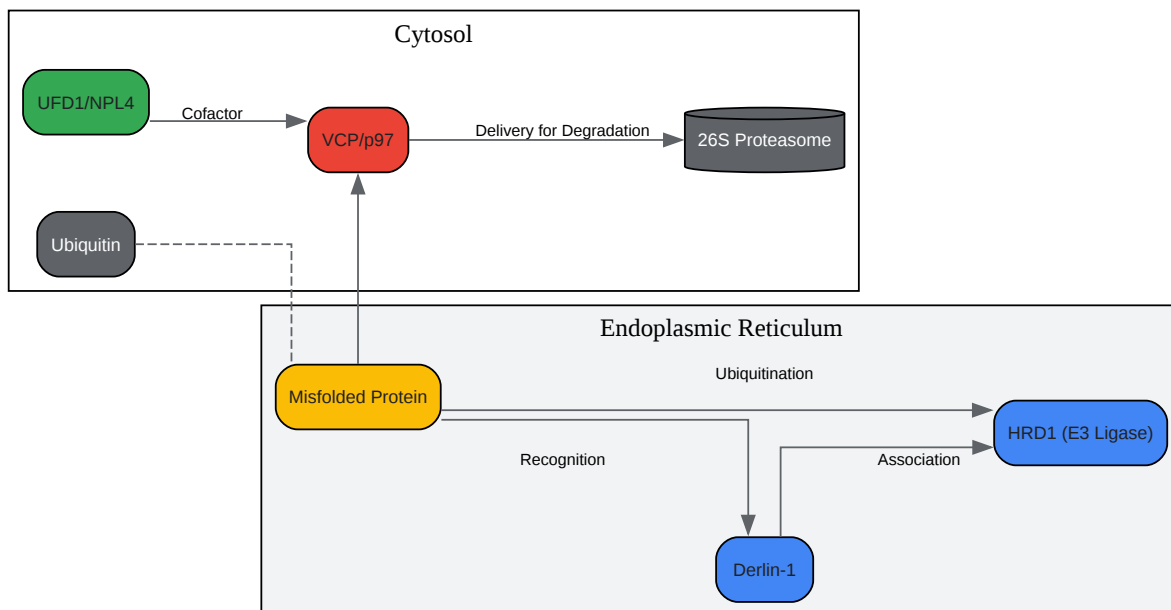 Cytosol
UFD1/NPL4
Cofactor
VCP/p97
Delivery for Degradation
26S Proteasome
Ubiquitin
Endoplasmic Reticulum
Ubiquitination
Misfolded Protein
HRD1 (E3 Ligase)
Recognition
Association
Derlin-1